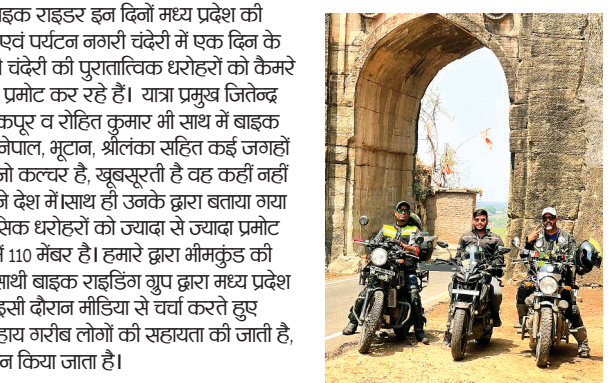 ाइक राइडर इन दिनों मध्य प्रदेश की
एवं पर्यटन नगरी चंदेरी में एक दिन के
चंदेरी की पुरातात्विक धरोहरों को कैमरे
प्रमोट कर रहे हैं। यात्रा प्रमुख जितेन्द्र
कपूर व रोहित कुमार भी साथ में बाइक
नेपाल, भूटान, श्रीलंका सहित कई जगहों
जो कल्चर है, खूबसूरती है वह कहीं नहीं
ने देश में।साथ ही उनके द्वारा बताया गया
सिक धरोहरों को ज्यादा से ज्यादा प्रमोट
में 110 मेंबर है। हमारे द्वारा भीमकुंड की
साथी बाइक राइडिंग ग्रुप द्वारा मध्य प्रदेश
इसी दौरान मीडिया से चर्चा करते हुए
हाय गरीब लोगों की सहायता की जाती है,
न किया जाता है।